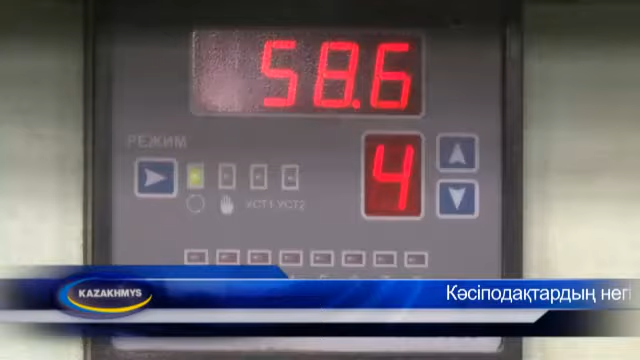 58.6
РЕЖИМ
4
УСТ1 УСТ2
KAZAKHMYS
Кәсіподақтардың негі